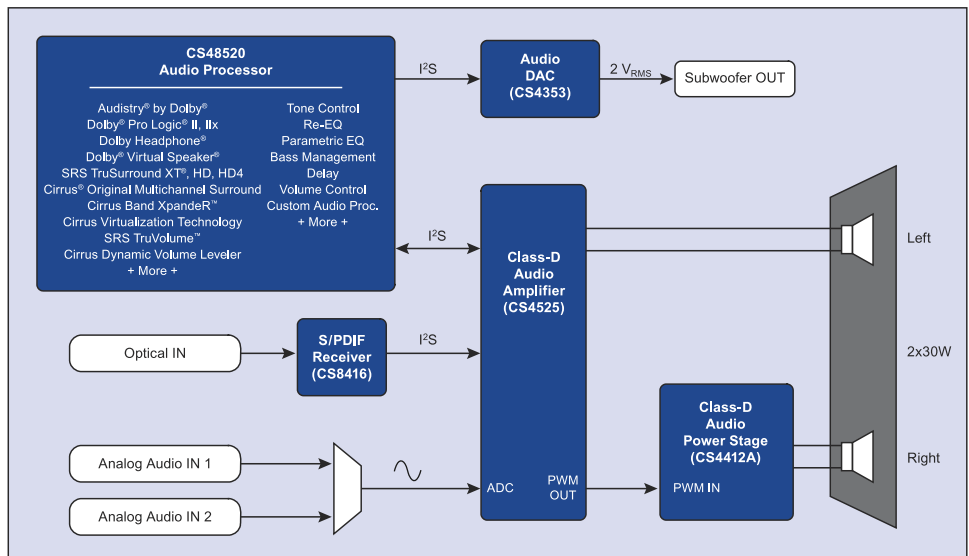 CS48520
Audio Processor
Audistry® by Dolby®
Dolby® Pro Logic® II, IIx
Dolby Headphone®
Dolby® Virtual Speaker®
SRS TruSurround XT®, HD, HD4
Cirrus® Original Multichannel Surround
Cirrus Band XpandeR™
Cirrus Virtualization Technology
SRS TruVolume™
Cirrus Dynamic Volume Leveler
+ More +
Tone Control
Re-EQ
Parametric EQ
Bass Management
Delay
Volume Control
Custom Audio Proc.
+ More +
I²S
Audio
DAC
(CS4353)
2 VRMS
Subwoofer OUT
I²S
Class-D
Audio
Amplifier
(CS4525)
Left
Optical IN
S/PDIF
Receiver
(CS8416)
I²S
2x30W
Class-D
Audio
Power Stage
(CS4412A)
Right
Analog Audio IN 1
Analog Audio IN 2
ADC
PWM
OUT
PWM IN